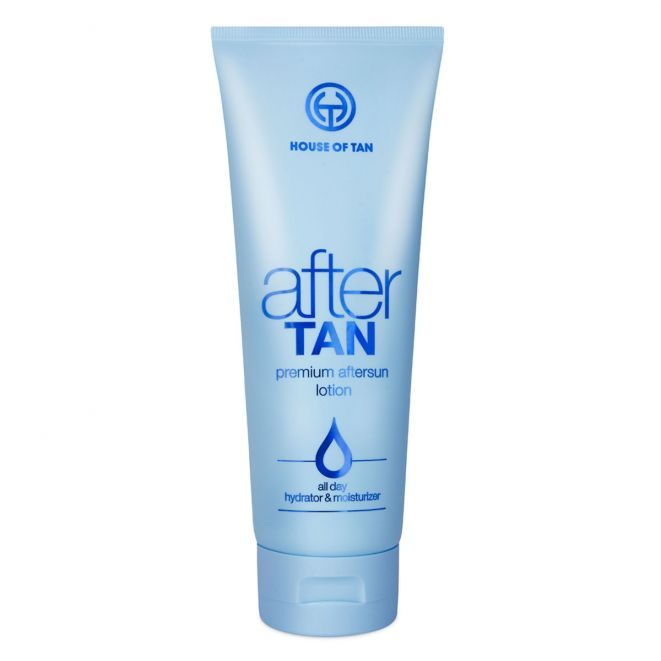 HOUSE OF TAN
after
TAN
premium aftersun
lotion
all day
hydrator & moisturizer